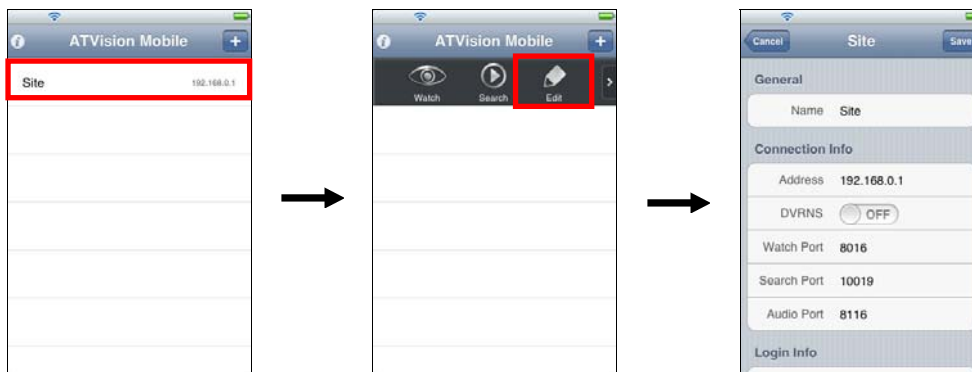 ATVision Mobile
Site 192.168.0.1
ATVision Mobile
Watch Search Edit
Cancel Site Save
General
Name Site
Connection Info
Address 192.168.0.1
DVRNS OFF
Watch Port 8016
Search Port 10019
Audio Port 8116
Login Info